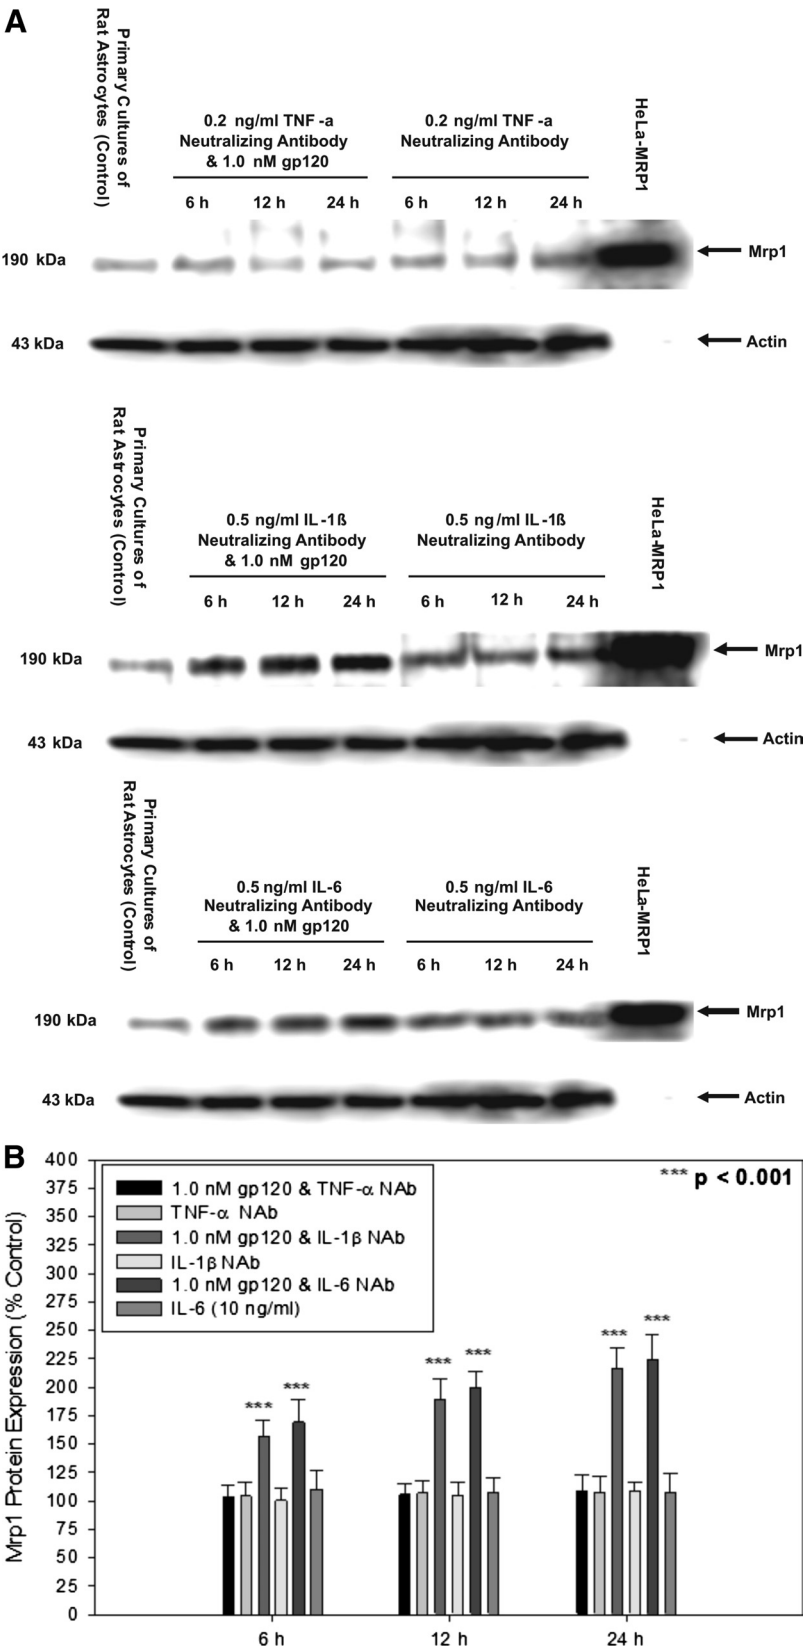 A
Primary Cultures of
Rat Astrocytes (Control)
0.2 ng/ml TNF -a
Neutralizing Antibody
& 1.0 nM gp120
0.2 ng/ml TNF -a
Neutralizing Antibody
HeLa-MRP1
6 h 12 h 24 h 6 h 12 h 24 h
190 kDa
Mrp1
43 kDa
Actin
Primary Cultures of
Rat Astrocytes (Control)
0.5 ng/ml IL-1ß
Neutralizing Antibody
& 1.0 nM gp120
0.5 ng/ml IL-1ß
Neutralizing Antibody
HeLa-MRP1
6 h 12 h 24 h 6 h 12 h 24 h
190 kDa
Mrp1
43 kDa
Actin
Primary Cultures of
Rat Astrocytes (Control)
0.5 ng/ml IL-6
Neutralizing Antibody
& 1.0 nM gp120
0.5 ng/ml IL-6
Neutralizing Antibody
HeLa-MRP1
6 h 12 h 24 h 6 h 12 h 24 h
190 kDa
Mrp1
43 kDa
Actin
B
Mrp1 Protein Expression (% Control)
400
375
350
325
300
275
250
225
200
175
150
125
100
75
50
25
0
1.0 nM gp120 & TNF-α NAb
TNF-α NAb
1.0 nM gp120 & IL-1β NAb
IL-1β NAb
1.0 nM gp120 & IL-6 NAb
IL-6 (10 ng/ml)
*** p < 0.001
*** ***
*** ***
*** ***
6 h 12 h 24 h